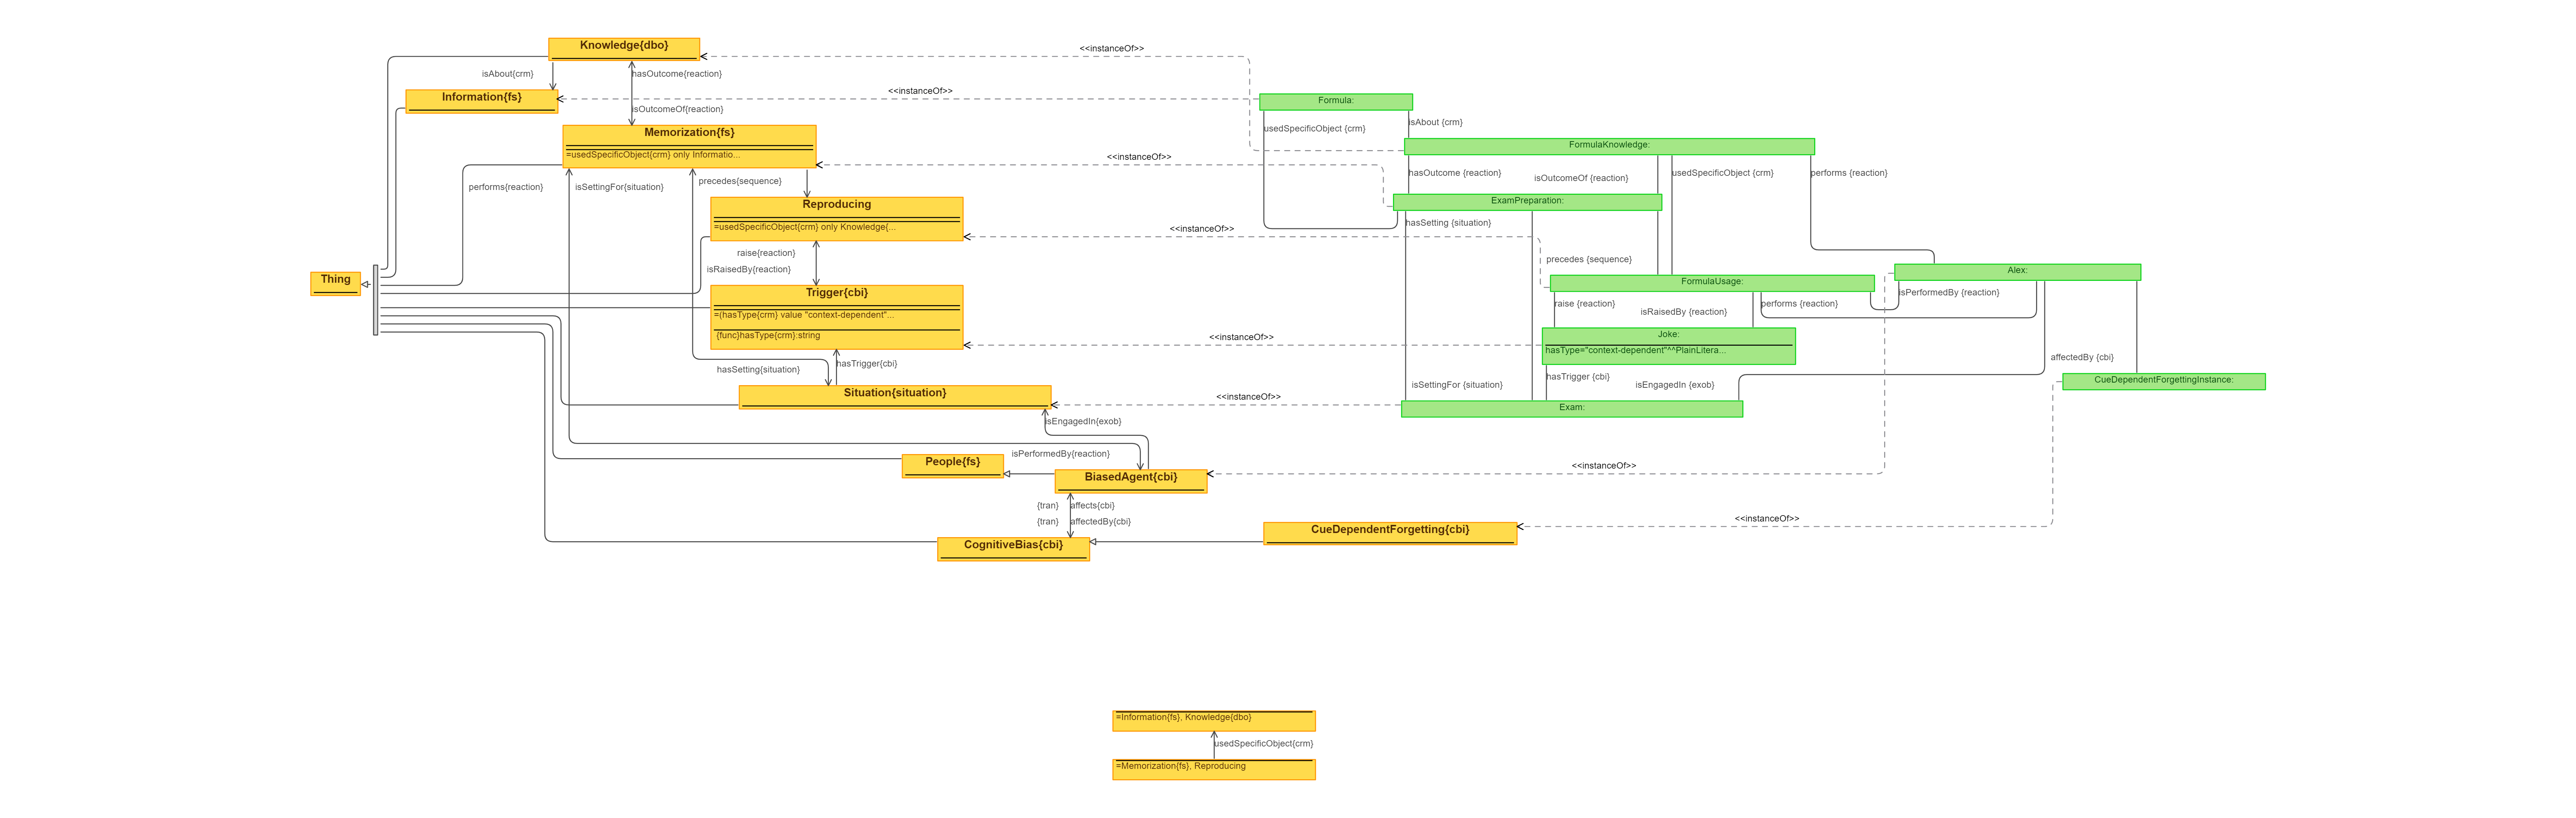 Knowledge{dbo}
<<instanceOf>>
isAbout{crm}
hasOutcome{reaction}
Information{fs}
<<instanceOf>>
Formula:
isOutcomeOf{reaction}
usedSpecificObject {crm}
isAbout {crm}
Memorization{fs}
=usedSpecificObject{crm} only Informatio...
<<instanceOf>>
FormulaKnowledge:
performs{reaction}
isSettingFor{situation}
precedes{sequence}
hasOutcome {reaction}
isOutcomeOf {reaction}
usedSpecificObject {crm}
performs {reaction}
Reproducing
=usedSpecificObject{crm} only Knowledge{...
<<instanceOf>>
ExamPreparation:
hasSetting {situation}
raise{reaction}
isRaisedBy{reaction}
precedes {sequence}
Thing
Trigger{cbi}
=(hasType{crm} value "context-dependent"...
{func}hasType{crm}:string
FormulaUsage:
Alex:
isPerformedBy {reaction}
raise {reaction}
isRaisedBy {reaction}
performs {reaction}
<<instanceOf>>
Joke:
hasType="context-dependent"^^PlainLitera...
affectedBy {cbi}
hasSetting{situation}
hasTrigger{cbi}
isSettingFor {situation}
hasTrigger {cbi}
isEngagedIn {exob}
CueDependentForgettingInstance:
Situation{situation}
<<instanceOf>>
Exam:
isEngagedIn{exob}
isPerformedBy{reaction}
People{fs}
<<instanceOf>>
BiasedAgent{cbi}
{tran}
affects{cbi}
{tran}
affectedBy{cbi}
<<instanceOf>>
CueDependentForgetting{cbi}
CognitiveBias{cbi}
=Information{fs}, Knowledge{dbo}
usedSpecificObject{crm}
=Memorization{fs}, Reproducing